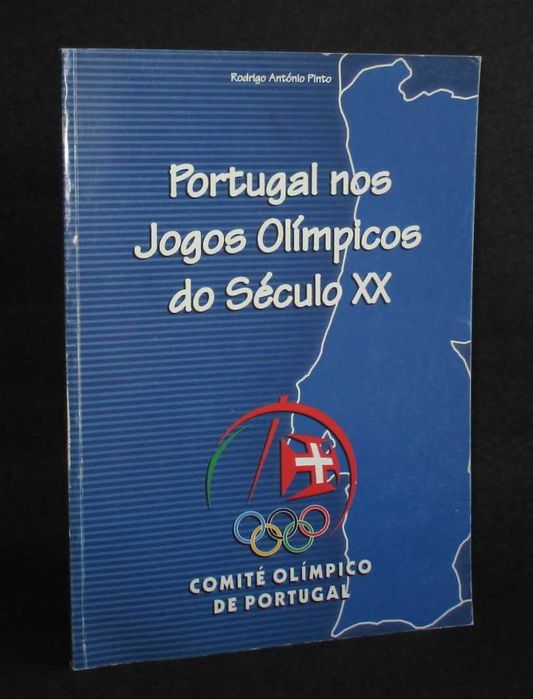 Rodrigo António Pinto
Portugal nos
Jogos Olímpicos
do Século XX
COMITÉ OLÍMPICO
DE PORTUGAL